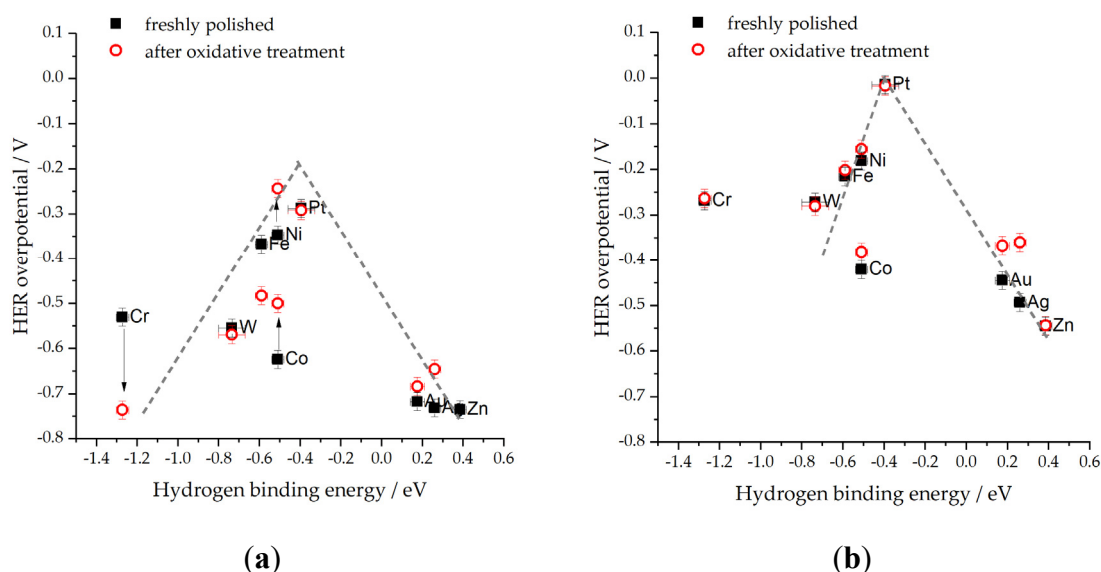 freshly polished
after oxidative treatment
0.0
-0.1
-0.2
-0.3
-0.4
-0.5
-0.6
-0.7
-0.8
HER overpotential / V
Pt
Ni
Fe
Cr
W
Co
Au
A
Zn
-1.4 -1.2 -1.0 -0.8 -0.6 -0.4 -0.2 0.0 0.2 0.4 0.6
Hydrogen binding energy / eV
(a)
freshly polished
after oxidative treatment
0.1
0.0
-0.1
-0.2
-0.3
-0.4
-0.5
-0.6
-0.7
-0.8
HER overpotential / V
Pt
Ni
Fe
Cr
W
Co
Au
Ag
Zn
-1.4 -1.2 -1.0 -0.8 -0.6 -0.4 -0.2 0.0 0.2 0.4 0.6
Hydrogen binding energy / eV
(b)